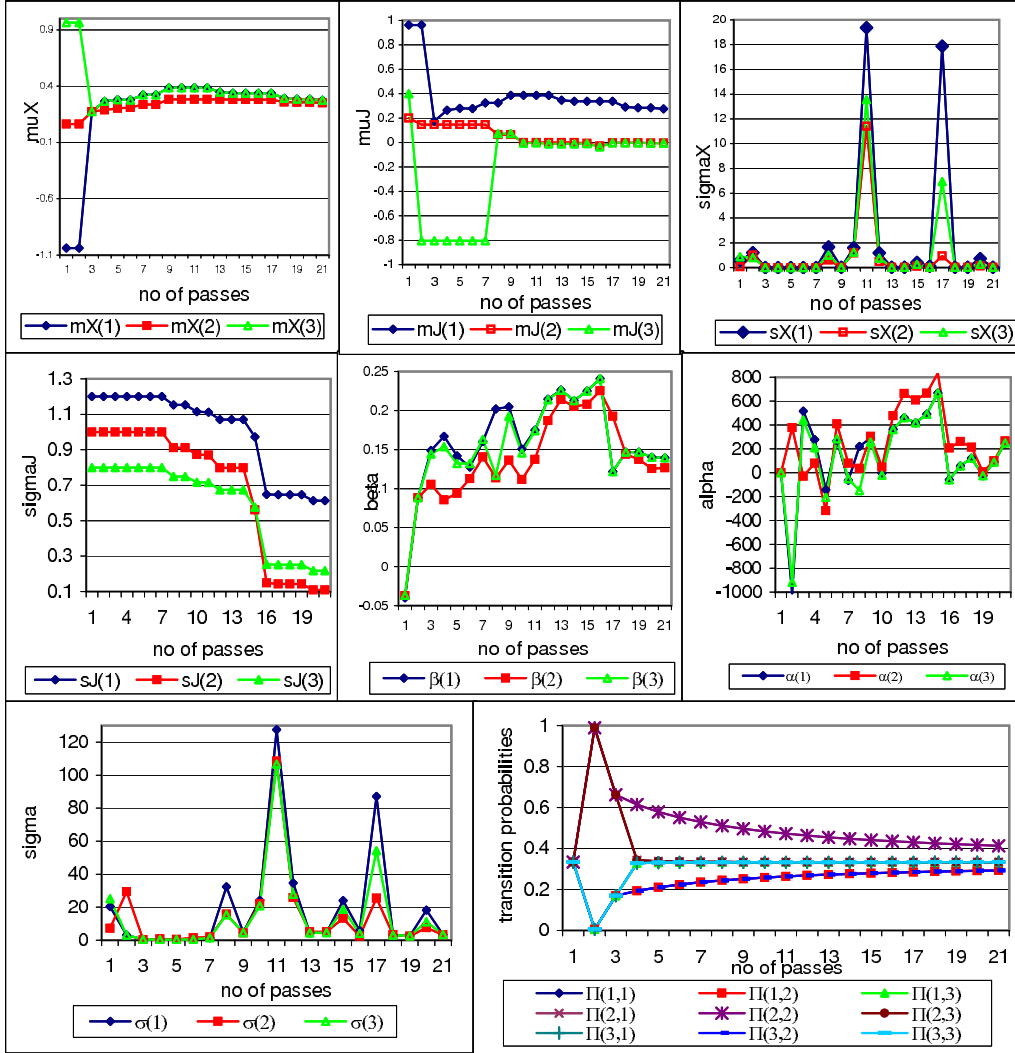 muX
0.9
0.4
-0.1
-0.6
-1.1
1 3 5 7 9 11 13 15 17 19 21
no of passes
mX(1) mX(2) mX(3)
muJ
1
0.8
0.6
0.4
0.2
0
-0.2
-0.4
-0.6
-0.8
-1
1 3 5 7 9 11 13 15 17 19 21
no of passes
mJ(1) mJ(2) mJ(3)
sigmaX
20
18
16
14
12
10
8
6
4
2
0
1 3 5 7 9 11 13 15 17 19 21
no of passes
sX(1) sX(2) sX(3)
sigmaJ
1.3
1.1
0.9
0.7
0.5
0.3
0.1
1 4 7 10 13 16 19
no of passes
sJ(1) sJ(2) sJ(3)
beta
0.25
0.2
0.15
0.1
0.05
0
-0.05
1 3 5 7 9 11 13 15 17 19 21
no of passes
β(1) β(2) β(3)
alpha
800
600
400
200
0
-200
-400
-600
-800
-1000
1 4 7 10 13 16 19
no of passes
α(1) α(2) α(3)
sigma
120
100
80
60
40
20
0
1 3 5 7 9 11 13 15 17 19 21
no of passes
σ(1) σ(2) σ(3)
transition probabilities
1
0.8
0.6
0.4
0.2
0
1 3 5 7 9 11 13 15 17 19 21
no of passes
Π(1,1) Π(1,2) Π(1,3)
Π(2,1) Π(2,2) Π(2,3)
Π(3,1) Π(3,2) Π(3,3)